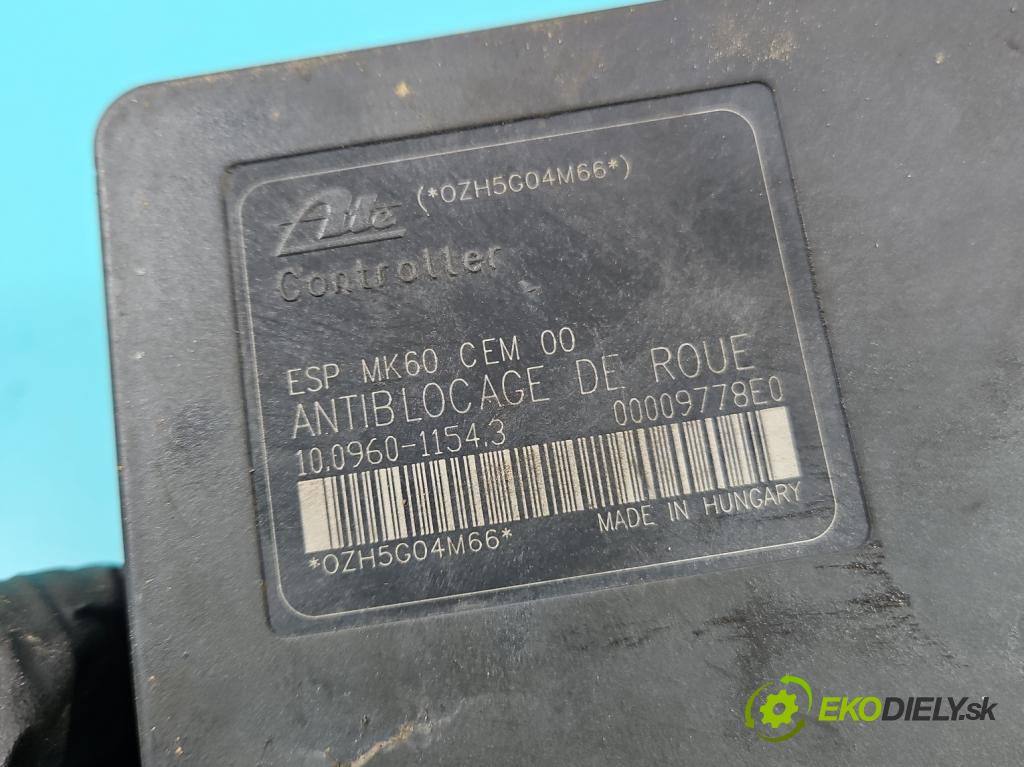 Ate (*OZH5G04M66*)
Controller
ESP MK60 CEM 00
ANTIBLOCAGE DE ROUE
10.0960-1154.3 00009778E0
*OZH5G04M66* MADE IN HUNGARY
EKODIELY.sk